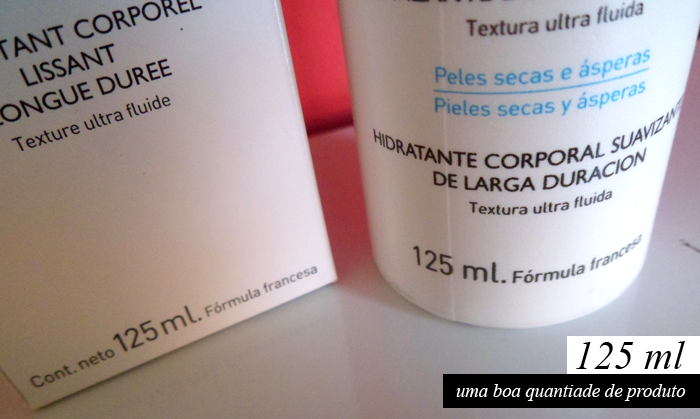 TANT CORPOREL
LISSANT
LONGUE DUREE
Texture ultra fluide
Cont. neto 125 ml. Fórmula francesa
Textura ultra fluida
Peles secas e ásperas
Pieles secas y ásperas
HIDRATANTE CORPORAL SUAVIZANTE
DE LARGA DURACION
Textura ultra fluida
125 ml. Fórmula francesa
125 ml
uma boa quantiade de produto